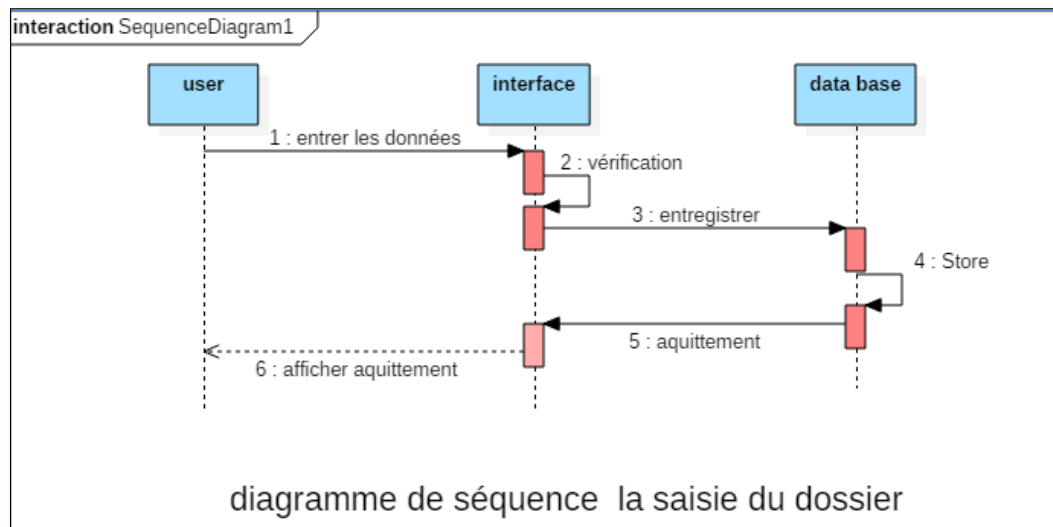 interaction SequenceDiagram1
user
interface
data base
1 : entrer les données
2 : vérification
3 : entregistrer
4 : Store
5 : aquittement
6 : afficher aquittement
diagramme de séquence la saisie du dossier